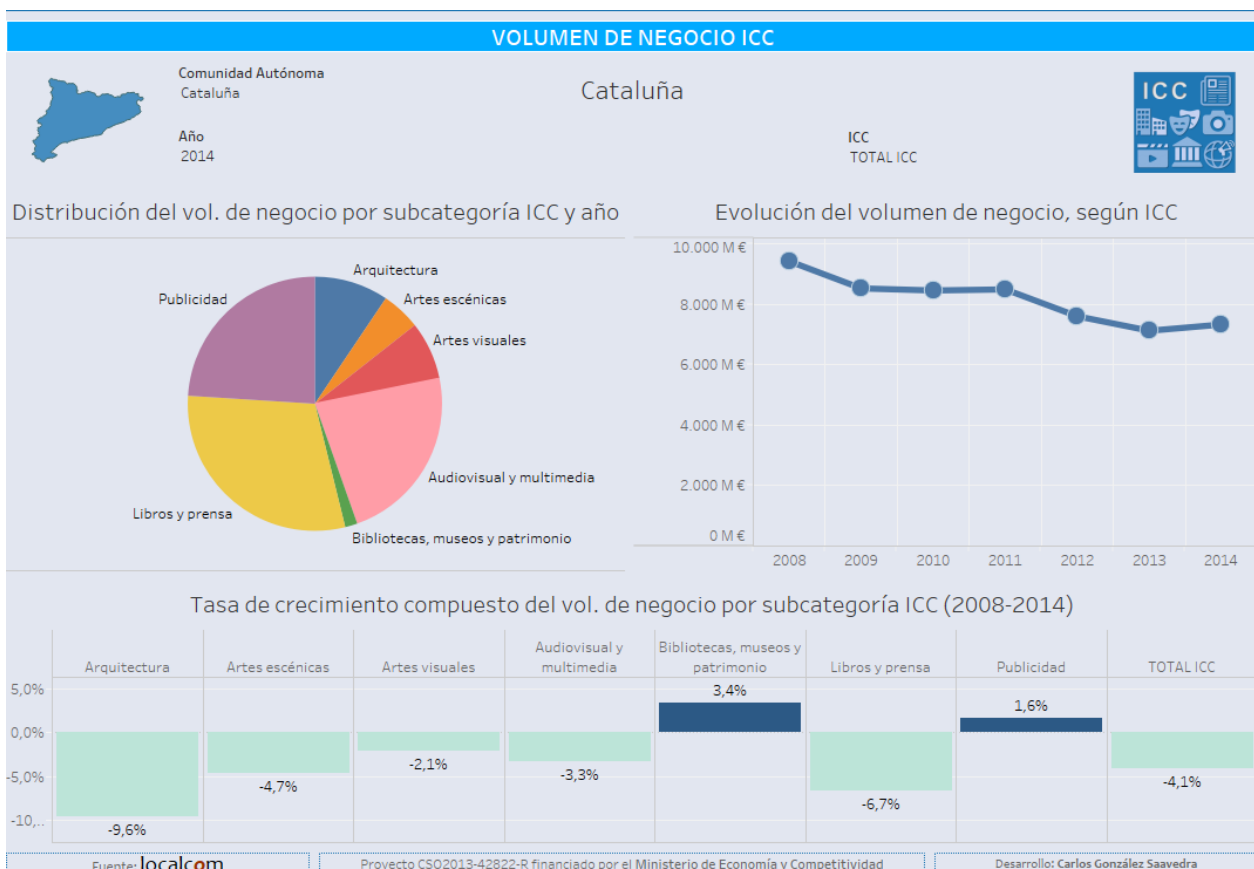 VOLUMEN DE NEGOCIO ICC
Comunidad Autónoma
Cataluña
Cataluña
Año
2014
ICC
TOTAL ICC
ICC
Distribución del vol. de negocio por subcategoría ICC y año
Arquitectura
Artes escénicas
Artes visuales
Audiovisual y multimedia
Bibliotecas, museos y patrimonio
Libros y prensa
Publicidad
Evolución del volumen de negocio, según ICC
10.000 M €
8.000 M €
6.000 M €
4.000 M €
2.000 M €
0 M €
2008 2009 2010 2011 2012 2013 2014
Tasa de crecimiento compuesto del vol. de negocio por subcategoría ICC (2008-2014)
Arquitectura
Artes escénicas
Artes visuales
Audiovisual y
multimedia
Bibliotecas, museos y
patrimonio
Libros y prensa
Publicidad
TOTAL ICC
5,0%
0,0%
-5,0%
-10,..
-9,6%
-4,7%
-2,1%
-3,3%
3,4%
-6,7%
1,6%
-4,1%
Fuente: localcom
Proyecto CSO2013-42822-R financiado por el Ministerio de Economía y Competitividad
Desarrollo: Carlos González Saavedra